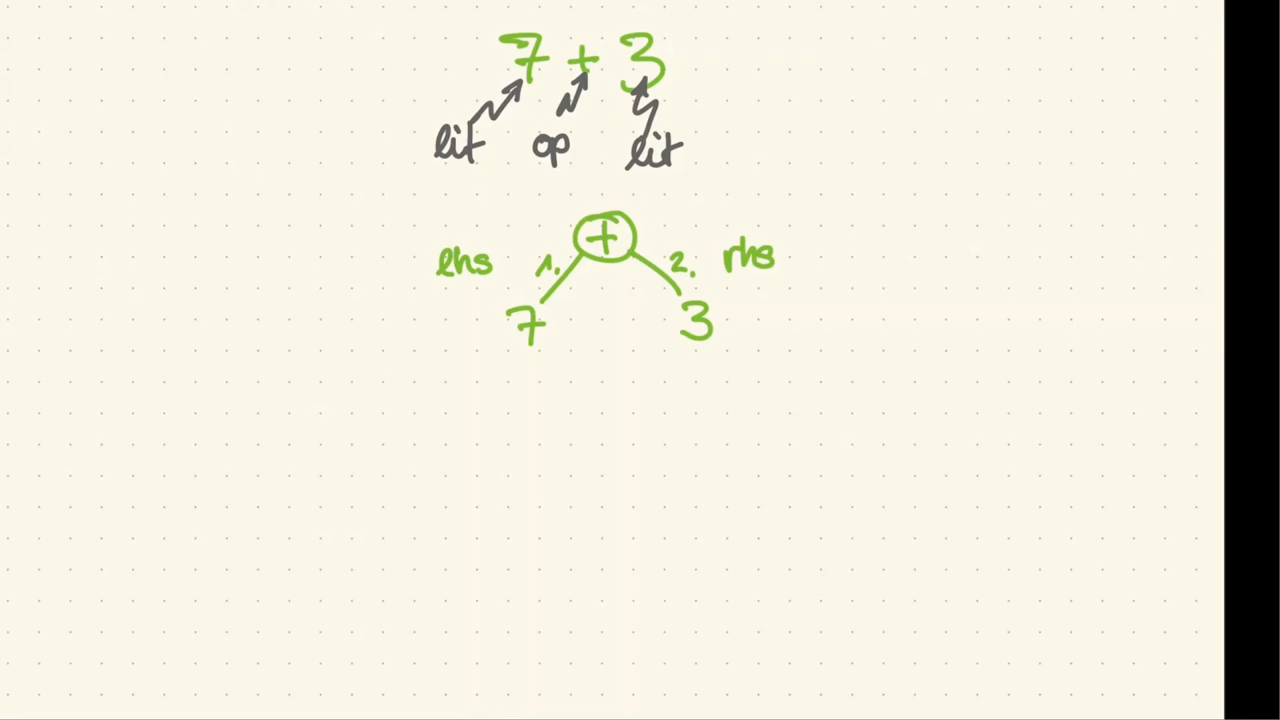 7 + 3
lit op lit
+
lhs 1. 2. rhs
7 3